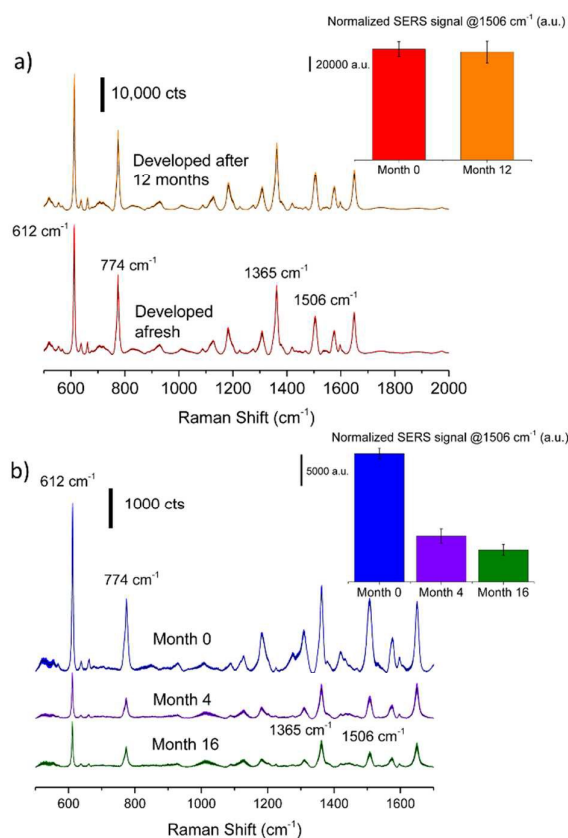 Normalized SERS signal @1506 cm⁻¹ (a.u.)
a)
20000 a.u.
10,000 cts
Month 0 Month 12
Developed after
12 months
612 cm⁻¹
774 cm⁻¹
1365 cm⁻¹
1506 cm⁻¹
Developed
afresh
600 800 1000 1200 1400 1600 1800 2000
Raman Shift (cm⁻¹)
Normalized SERS signal @1506 cm⁻¹ (a.u.)
b)
5000 a.u.
612 cm⁻¹
1000 cts
774 cm⁻¹
Month 0 Month 4 Month 16
Month 0
Month 4
1365 cm⁻¹
1506 cm⁻¹
Month 16
600 800 1000 1200 1400 1600
Raman Shift (cm⁻¹)